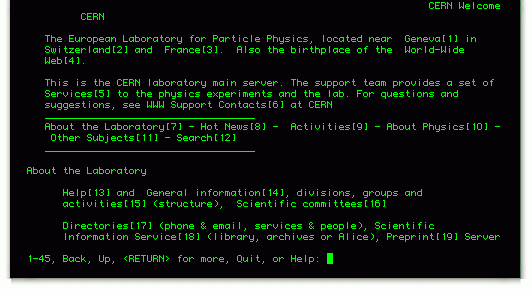 CERN Welcome
CERN
The European Laboratory for Particle Physics, located near  Geneva[1] in
Switzerland[2] and  France[3].  Also the birthplace of the  World-Wide
Web[4].
This is the CERN laboratory main server. The support team provides a set of
Services[5] to the physics experiments and the lab. For questions and
suggestions, see WWW Support Contacts[6] at CERN
About the Laboratory[7] - Hot News[8] -  Activities[9] - About Physics[10] -
Other Subjects[11] - Search[12]
About the Laboratory
Help[13] and  General information[14], divisions, groups and
activities[15] (structure),  Scientific committees[16]
Directories[17] (phone & email, services & people), Scientific
Information Service[18] (library, archives or Alice), Preprint[19] Server
1-45, Back, Up, <RETURN> for more, Quit, or Help: